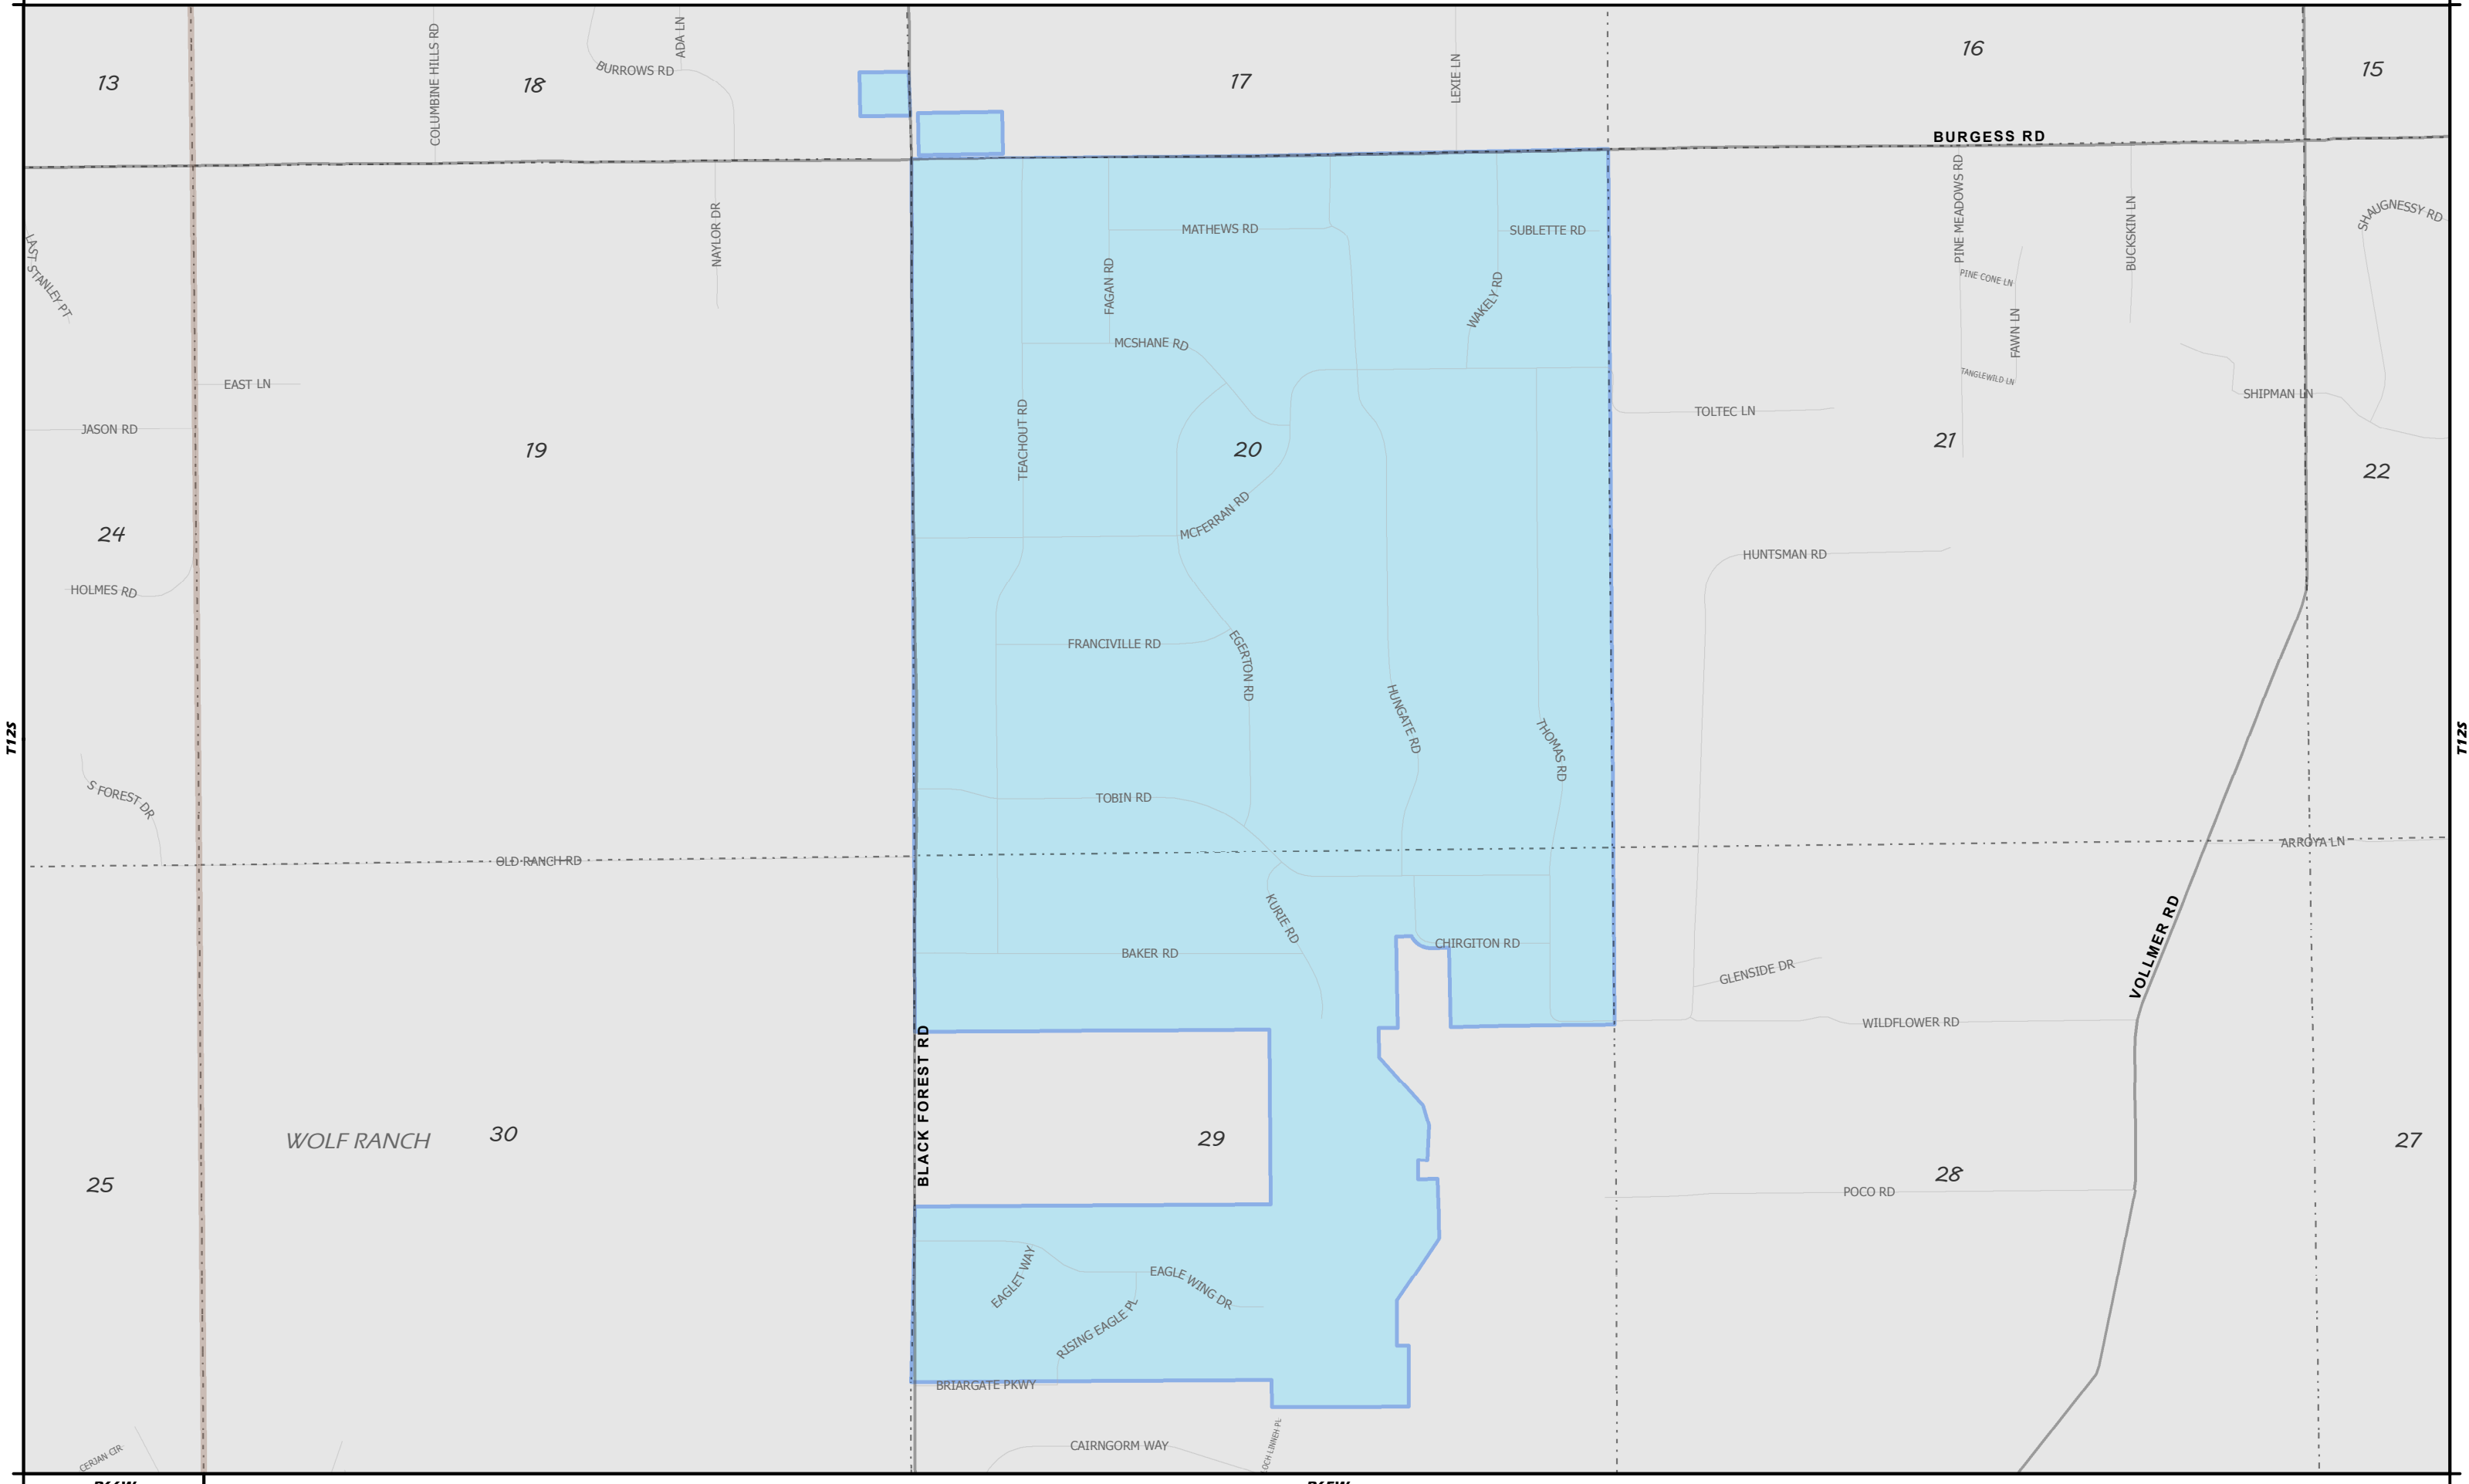 COLUMBINE HILLS RD
ADA LN
BURROWS RD
13
18
17
LEXIE LN
16
15
BURGESS RD
NAYLOR DR
MATHEWS RD
SUBLETTE RD
FAGAN RD
WAKELY RD
MCSHANE RD
PINE MEADOWS RD
BUCKSKIN LN
PINE CONE LN
FAWN LN
TANGLEWILD LN
SHAUGNESSY RD
LAS ST
STANLEY PT
EAST LN
JASON RD
19
TEACHOUT RD
20
TOLTEC LN
21
SHIPMAN LN
22
24
MCFERRAN RD
HUNTSMAN RD
HOLMES RD
FRANCIVILLE RD
EGERTON RD
HUNGATE RD
THOMAS RD
T12S
T12S
S FOREST DR
TOBIN RD
OLD RANCH RD
ARROYA LN
KURIE RD
CHIRGITON RD
BAKER RD
GLENSIDE DR
VOLLMER RD
WILDFLOWER RD
BLACK FOREST RD
WOLF RANCH
30
29
28
27
25
POCO RD
EAGLET WAY
EAGLE WING DR
RISING EAGLE PL
BRIARGATE PKWY
CAIRNGORM WAY
LOCH LINNEH PL
CERJAN CIR